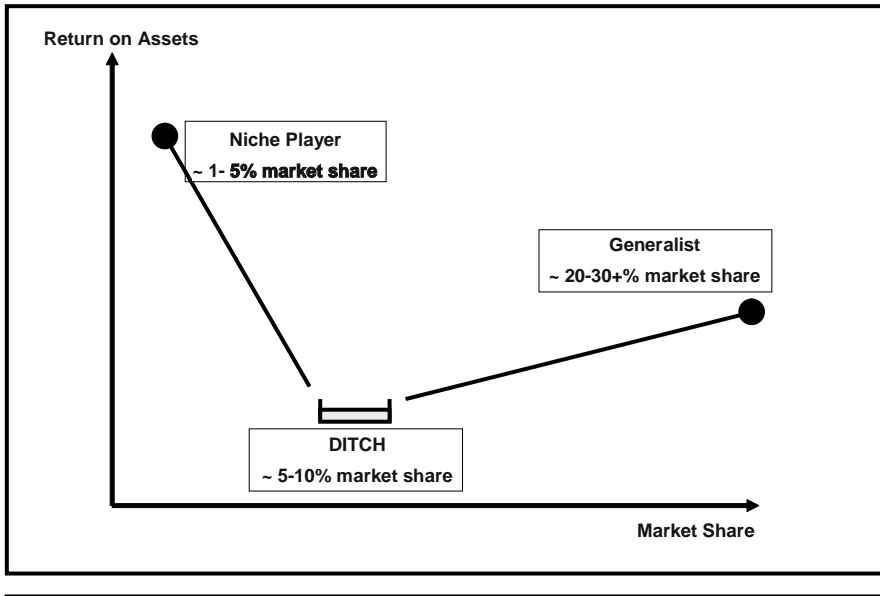 Return on Assets
Niche Player
~ 1- 5% market share
Generalist
~ 20-30+% market share
DITCH
~ 5-10% market share
Market Share